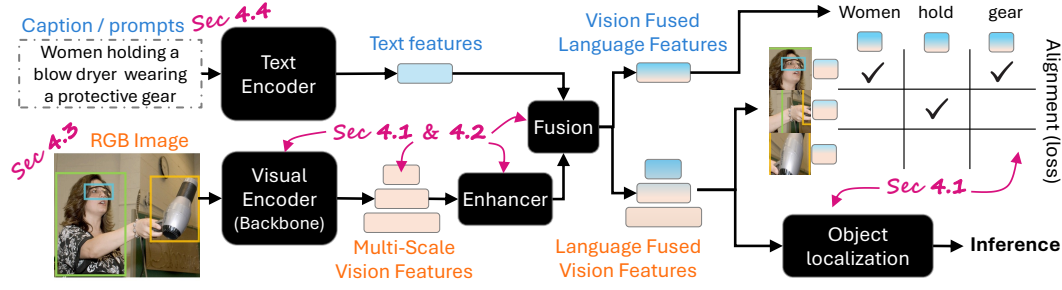 Caption / prompts
Sec 4.4
Women holding a
blow dryer wearing
a protective gear
Text
Encoder
Text features
Vision Fused
Language Features
Women
hold
gear
Alignment (loss)
Fusion
Sec 4.3
RGB Image
Visual
Encoder
(Backbone)
Sec 4.1 & 4.2
Enhancer
Multi-Scale
Vision Features
Language Fused
Vision Features
Sec 4.1
Object
localization
Inference